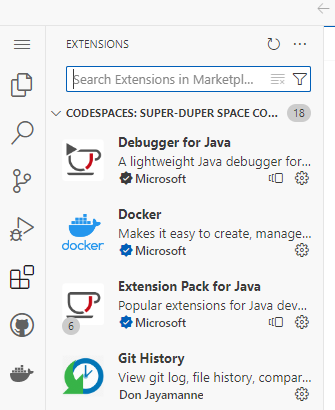 EXTENSIONS
Search Extensions in Marketpl...
CODESPACES: SUPER-DUPER SPACE CO... 18
Debugger for Java
A lightweight Java debugger for...
Microsoft
docker
Docker
Makes it easy to create, manage...
Microsoft
6
Extension Pack for Java
Popular extensions for Java dev...
Microsoft
Git History
View git log, file history, compar...
Don Jayamanne